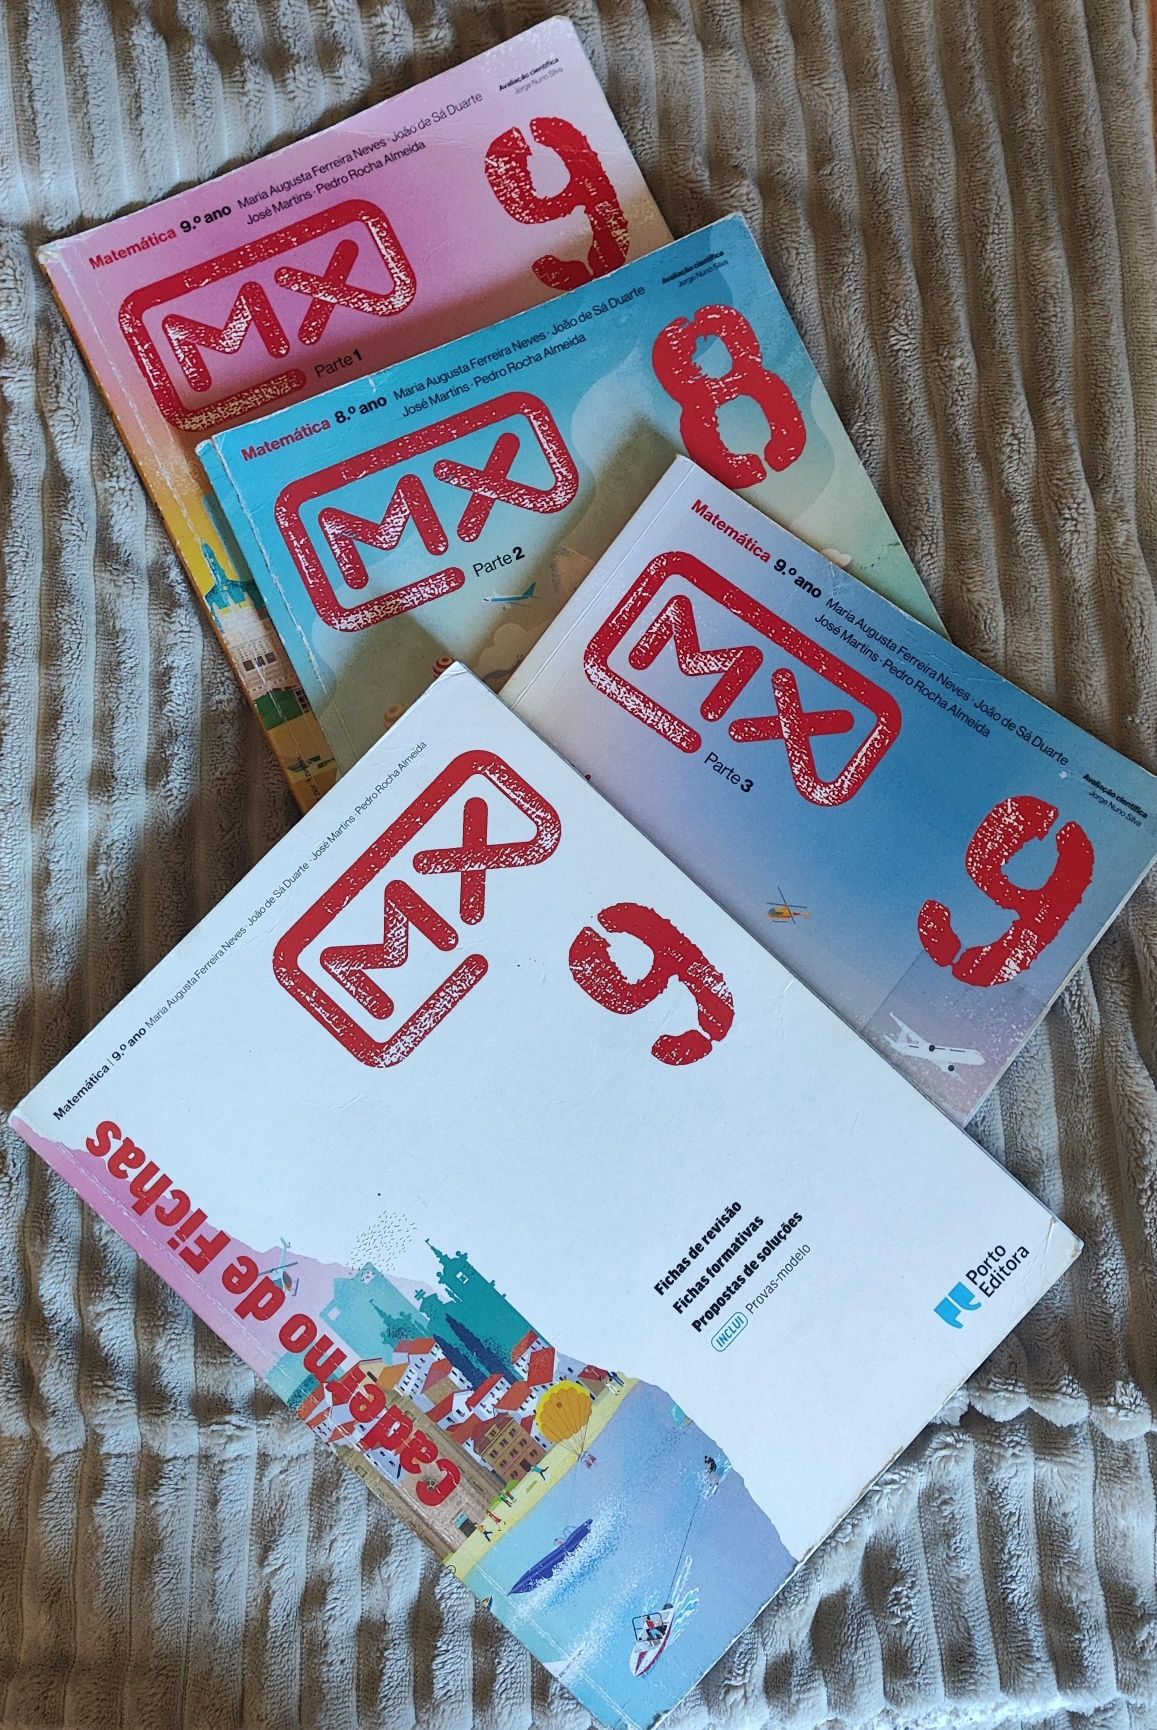 Matemática 9.º ano Maria Augusta Ferreira Neves · João de Sá Duarte
José Martins · Pedro Rocha Almeida
Avaliação científica
Jorge Nuno Silva
MX
9
Parte 1
Matemática 8.º ano Maria Augusta Ferreira Neves · João de Sá Duarte
José Martins · Pedro Rocha Almeida
Avaliação científica
Jorge Nuno Silva
MX
8
Parte 2
Matemática 9.º ano Maria Augusta Ferreira Neves · João de Sá Duarte
José Martins · Pedro Rocha Almeida
Avaliação científica
Jorge Nuno Silva
MX
Parte 3
9
Matemática | 9.º ano Maria Augusta Ferreira Neves · João de Sá Duarte · José Martins · Pedro Rocha Almeida
MX
9
Caderno de Fichas
Fichas de revisão
Fichas formativas
Propostas de soluções
INCLUI Provas-modelo
Porto
Editora